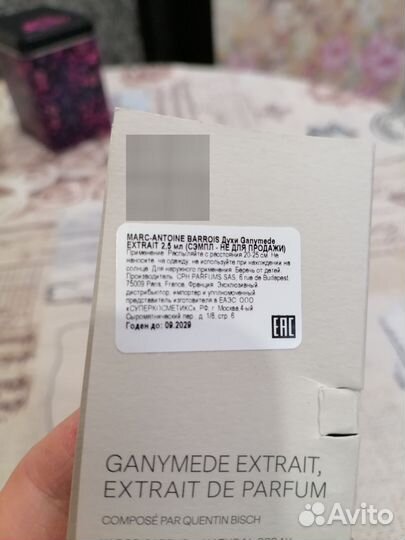 MARC-ANTOINE BARROIS Духи Ganymede
EXTRAIT 2,5 мл (СЭМПЛ - НЕ ДЛЯ ПРОДАЖИ)
Применение: Распыляйте с расстояния 20-25 см. Не
наносите на одежду, не используйте при нахождении на
солнце. Для наружного применения. Беречь от детей.
Производитель: CPH PARFUMS SAS, 6 rue de Budapest,
75009 Paris, France, Франция. Эксклюзивный
дистрибьютор, импортер и уполномоченный
представитель изготовителя в ЕАЭС: ООО
«СУПЕРКОСМЕТИКС», РФ, г. Москва, 4-ый
Сыромятнический пер., д. 1/8, стр. 6
Годен до: 09.2029
EAC
GANYMEDE EXTRAIT,
EXTRAIT DE PARFUM
COMPOSÉ PAR QUENTIN BISCH
NATURAL SPRAY
Avito